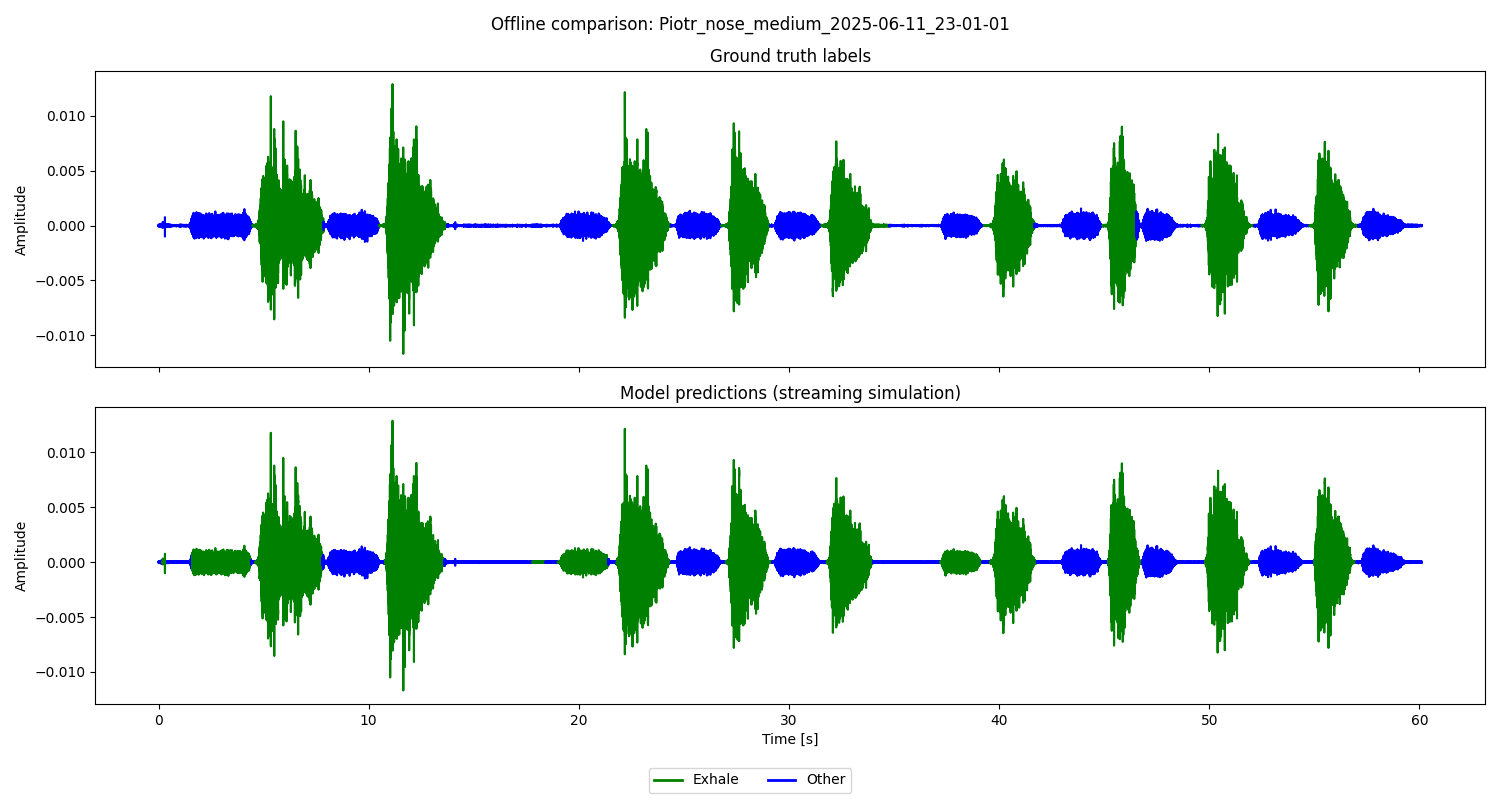 Offline comparison: Piotr_nose_medium_2025-06-11_23-01-01
Ground truth labels
0.010
0.005
0.000
−0.005
−0.010
Amplitude
Model predictions (streaming simulation)
0.010
0.005
0.000
−0.005
−0.010
Amplitude
0 10 20 30 40 50 60
Time [s]
Exhale Other